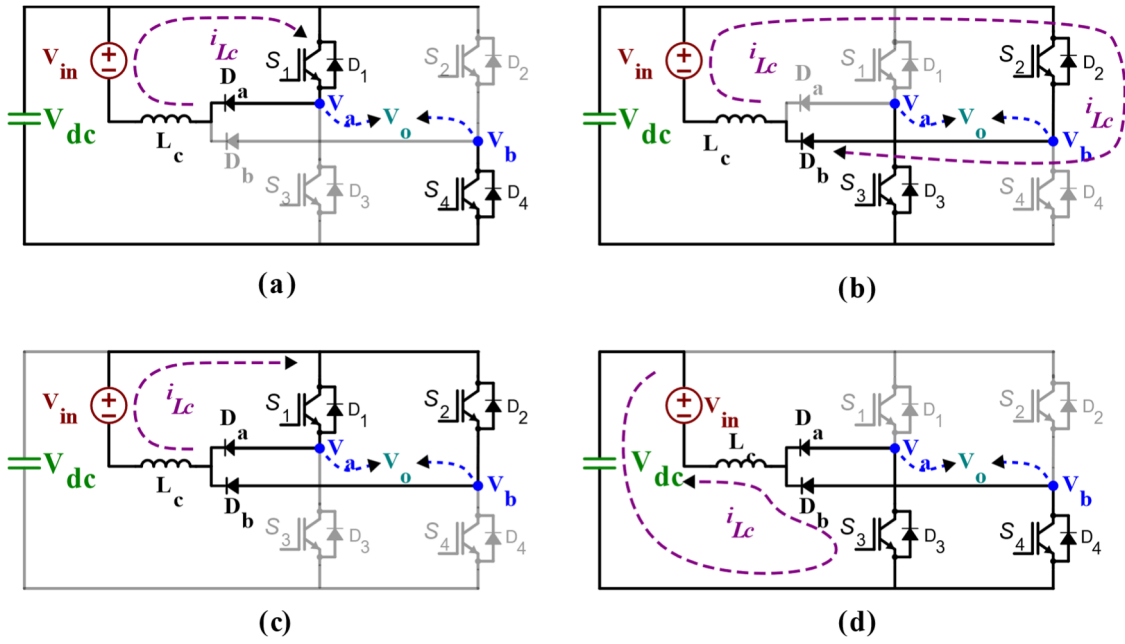 V_in
i_Lc
S_1
D_1
S_2
D_2
D_a
V_dc
L_c
V_a
V_o
D_b
V_b
S_3
D_3
S_4
D_4
(a)
V_in
i_Lc
S_1
D_1
S_2
D_2
D_a
i_Lc
V_dc
L_c
V_a
V_o
D_b
V_b
S_3
D_3
S_4
D_4
(b)
V_in
i_Lc
S_1
D_1
S_2
D_2
D_a
V_dc
L_c
V_a
V_o
D_b
V_b
S_3
D_3
S_4
D_4
(c)
i_Lc
V_in
S_1
D_1
S_2
D_2
L_c
D_a
V_dc
V_a
V_o
D_b
V_b
i_Lc
S_3
D_3
S_4
D_4
(d)